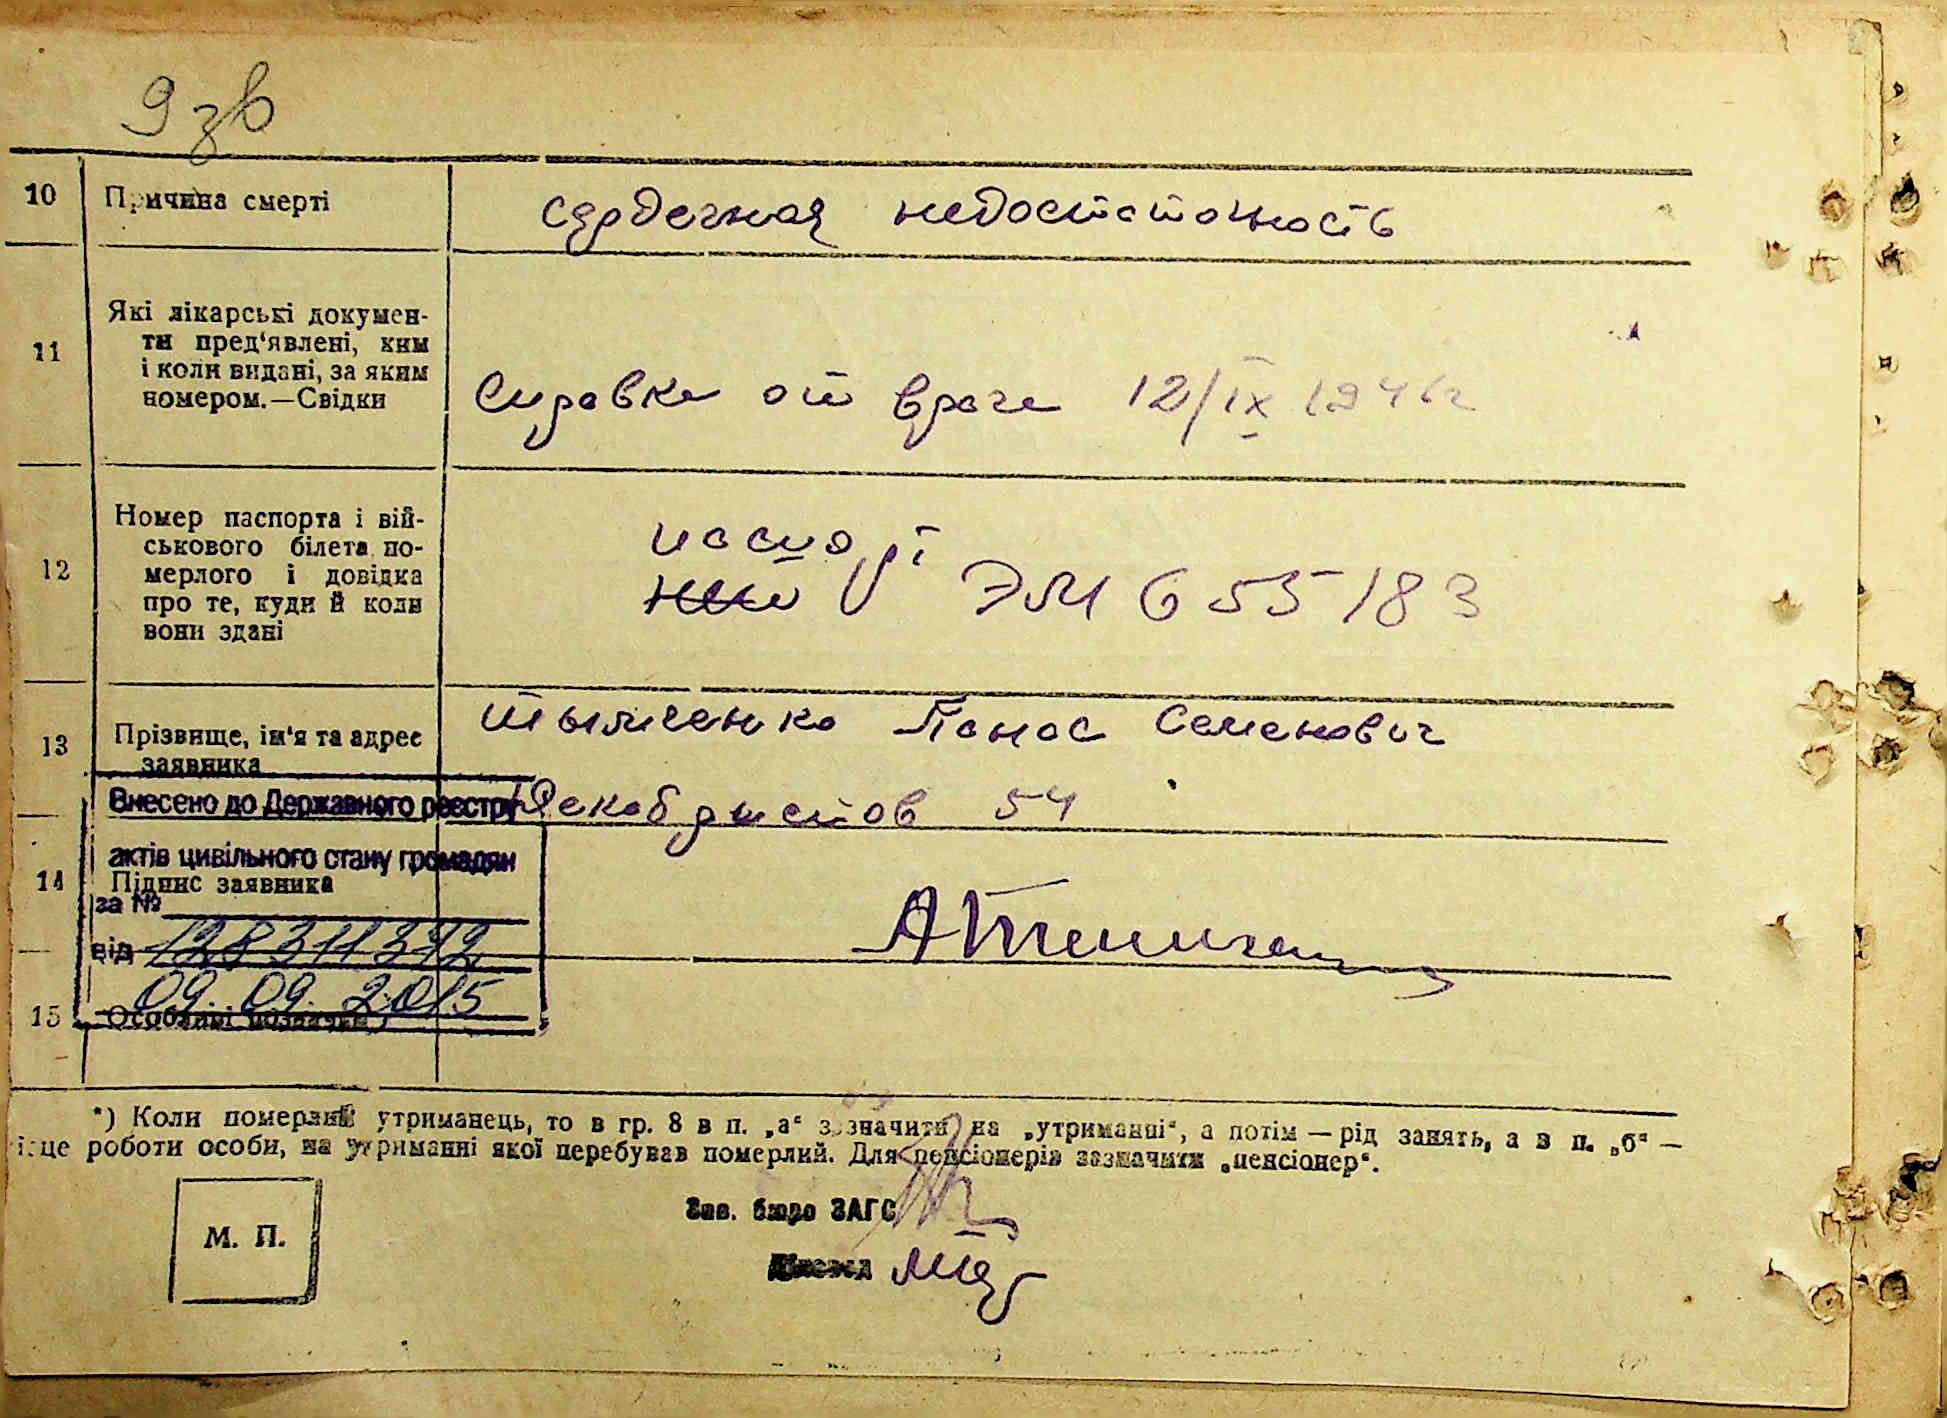 9 зв
10 Причина смерті сердечная недостаточность
11 Які лікарські докумен-
ти пред‘явлені, ким
і коли видані, за яким
номером.—Свідки Справка от врача 12/IX 1946г
12 Номер паспорта і вій-
ськового білета по-
мерлого і довідка
про те, куди й коли
вони здані паспорт ЭМ 655183
13 Прізвище, ім‘я та адрес
заявника Панас Семенович
Декабристов 54
Внесено до Державного реєстру
актів цивільного стану громадян
14 Підпис заявника
за №
від 128311372
09.09.2015
15 Особливі позначки
*) Коли померлий утриманець, то в гр. 8 в п. „а“ зазначити на „утриманні“, а потім — рід занять, а в п. „б“ —
місце роботи особи, на утриманні якої перебував померлий. Для пенсіонерів зазначити „пенсіонер“.
М. П.
Зав. бюро ЗАГС
Діловод